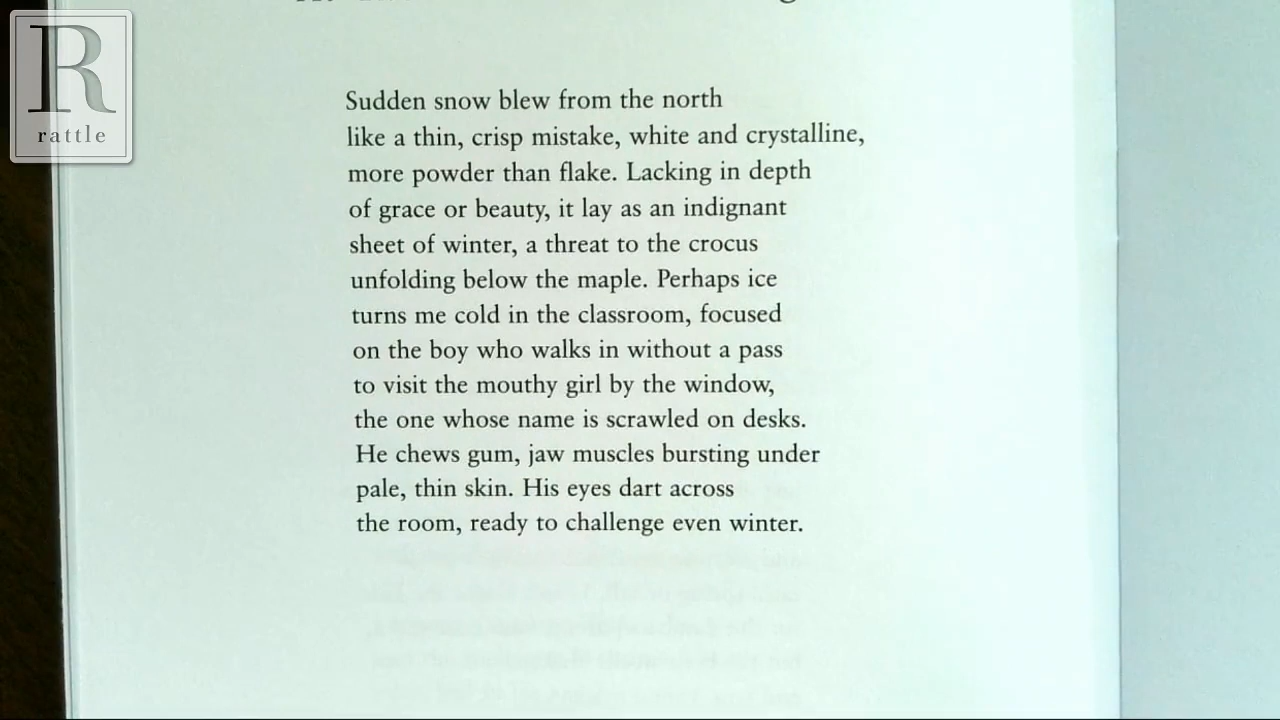 R
rattle
Sudden snow blew from the north
like a thin, crisp mistake, white and crystalline,
more powder than flake. Lacking in depth
of grace or beauty, it lay as an indignant
sheet of winter, a threat to the crocus
unfolding below the maple. Perhaps ice
turns me cold in the classroom, focused
on the boy who walks in without a pass
to visit the mouthy girl by the window,
the one whose name is scrawled on desks.
He chews gum, jaw muscles bursting under
pale, thin skin. His eyes dart across
the room, ready to challenge even winter.